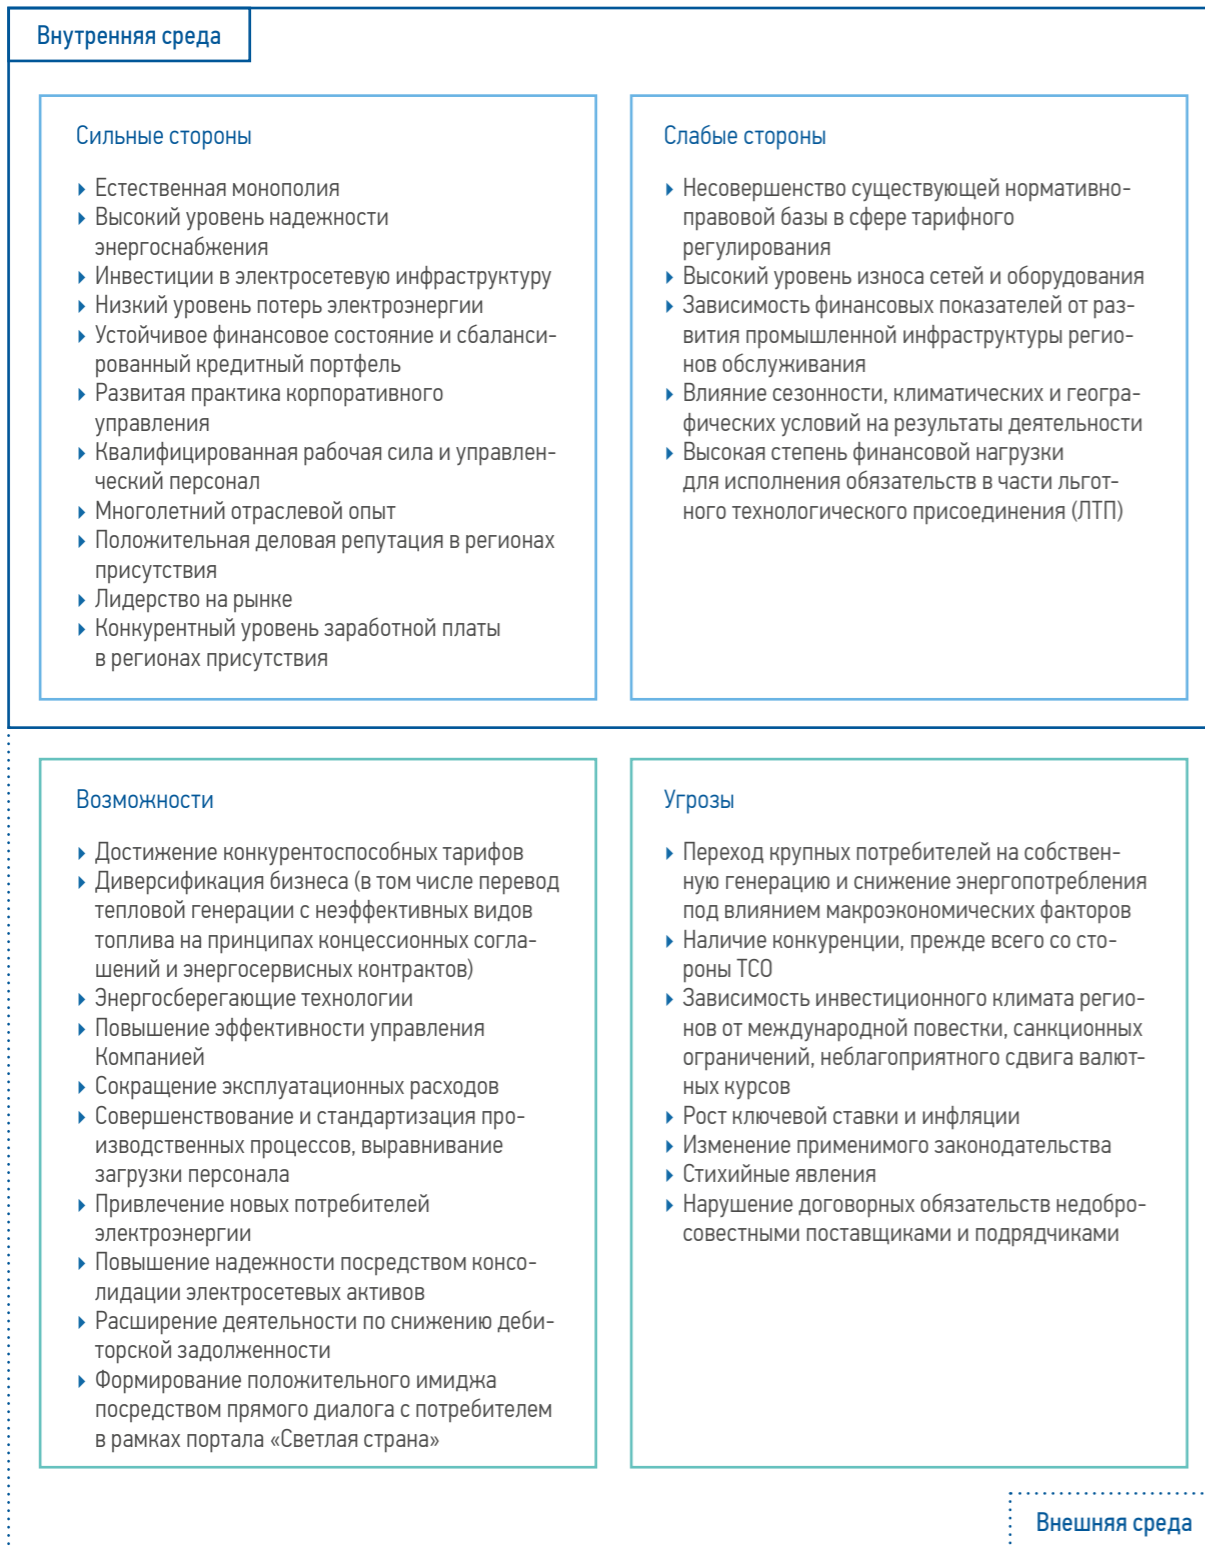 Внутренняя среда
Сильные стороны
Естественная монополия
Высокий уровень надежности
энергоснабжения
Инвестиции в электросетевую инфраструктуру
Низкий уровень потерь электроэнергии
Устойчивое финансовое состояние и сбаланси-
рованный кредитный портфель
Развитая практика корпоративного
управления
Квалифицированная рабочая сила и управлен-
ческий персонал
Многолетний отраслевой опыт
Положительная деловая репутация в регионах
присутствия
Лидерство на рынке
Конкурентный уровень заработной платы
в регионах присутствия
Слабые стороны
Несовершенство существующей нормативно-
правовой базы в сфере тарифного
регулирования
Высокий уровень износа сетей и оборудования
Зависимость финансовых показателей от раз-
вития промышленной инфраструктуры регио-
нов обслуживания
Влияние сезонности, климатических и геогра-
фических условий на результаты деятельности
Высокая степень финансовой нагрузки
для исполнения обязательств в части льгот-
ного технологического присоединения (ЛТП)
Возможности
Достижение конкурентоспособных тарифов
Диверсификация бизнеса (в том числе перевод
тепловой генерации с неэффективных видов
топлива на принципах концессионных согла-
шений и энергосервисных контрактов)
Энергосберегающие технологии
Повышение эффективности управления
Компанией
Сокращение эксплуатационных расходов
Совершенствование и стандартизация про-
изводственных процессов, выравнивание
загрузки персонала
Привлечение новых потребителей
электроэнергии
Повышение надежности посредством консо-
лидации электросетевых активов
Расширение деятельности по снижению деби-
торской задолженности
Формирование положительного имиджа
посредством прямого диалога с потребителем
в рамках портала «Светлая страна»
Угрозы
Переход крупных потребителей на собствен-
ную генерацию и снижение энергопотребления
под влиянием макроэкономических факторов
Наличие конкуренции, прежде всего со сто-
роны ТСО
Зависимость инвестиционного климата регио-
нов от международной повестки, санкционных
ограничений, неблагоприятного сдвига валют-
ных курсов
Рост ключевой ставки и инфляции
Изменение применимого законодательства
Стихийные явления
Нарушение договорных обязательств недобро-
совестными поставщиками и подрядчиками
Внешняя среда